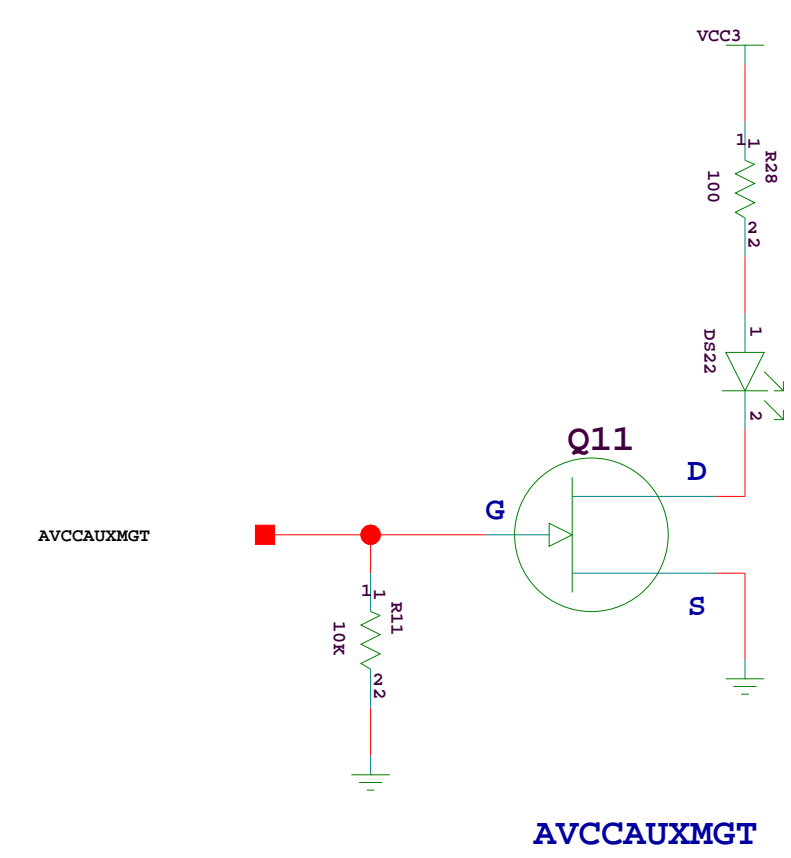 VCC3
1 1
R28
100
2 2
1
DS22
2
Q11
D
G
AVCCAUXMGT
S
1 1
R11
10K
2 2
AVCCAUXMGT